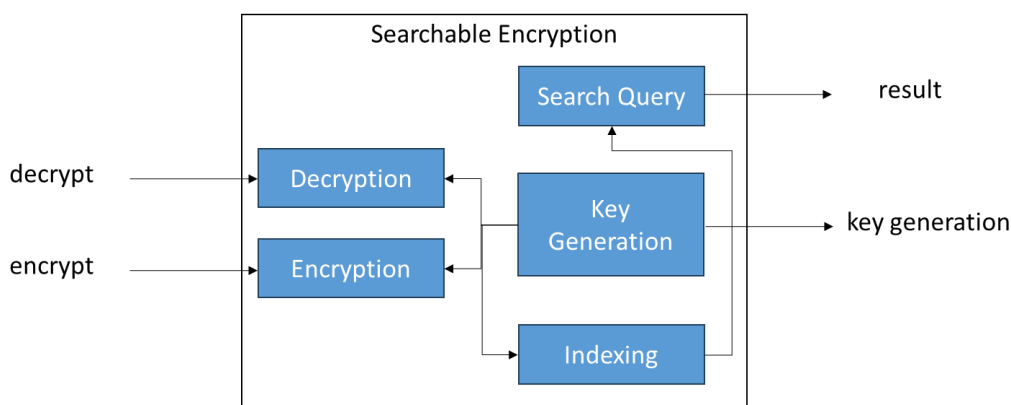 Searchable Encryption
Search Query
result
decrypt
Decryption
Key
Generation
key generation
encrypt
Encryption
Indexing